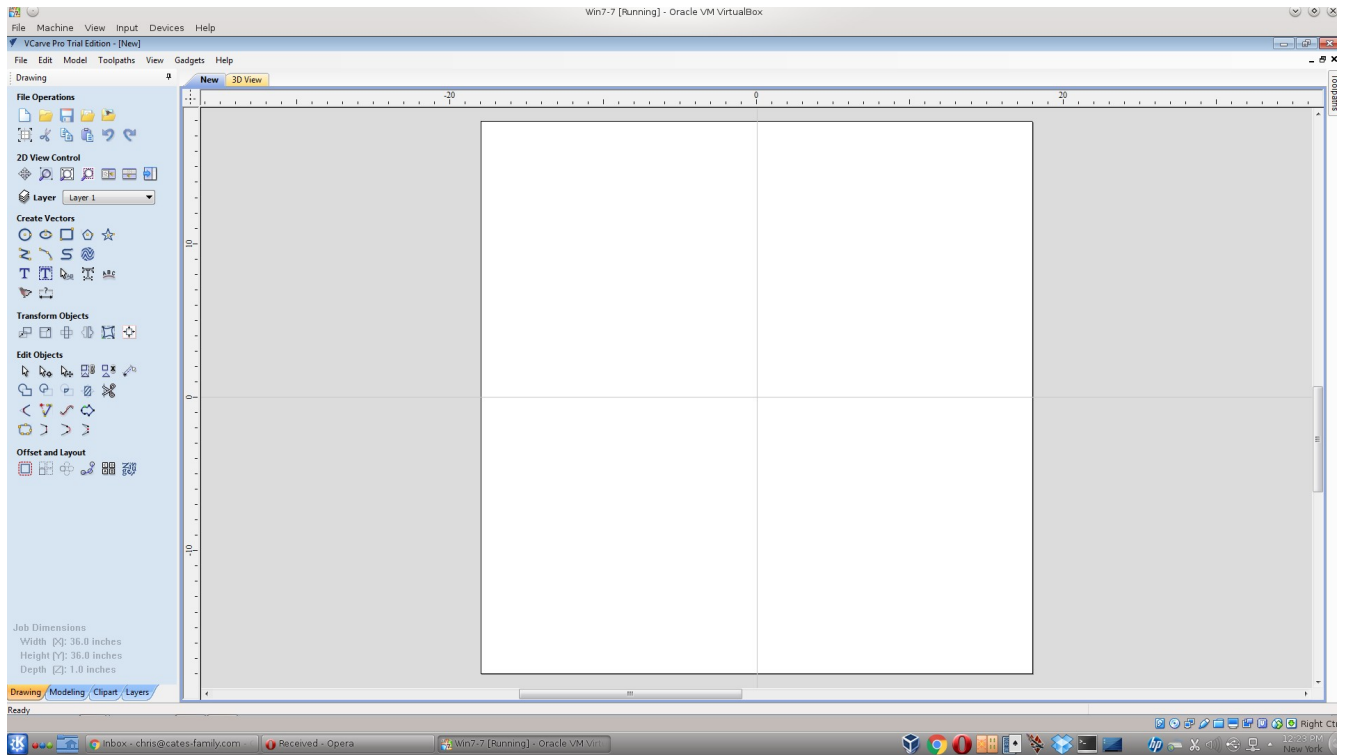 Win7-7 [Running] - Oracle VM VirtualBox
File Machine View Input Devices Help
VCarve Pro Trial Edition - [New]
File Edit Model Toolpaths View Gadgets Help
Drawing
New 3D View
Toolpaths
File Operations
-20 0 20
2D View Control
Layer Layer 1
Create Vectors
10
Transform Objects
Edit Objects
0
Offset and Layout
-10
Job Dimensions
Width (X): 36.0 inches
Height (Y): 36.0 inches
Depth (Z): 1.0 inches
Drawing Modeling Clipart Layers
Ready
Right Ct
Inbox - chris@cates-family.com
Received - Opera
Win7-7 [Running] - Oracle VM Virt
12:23 PM
New York